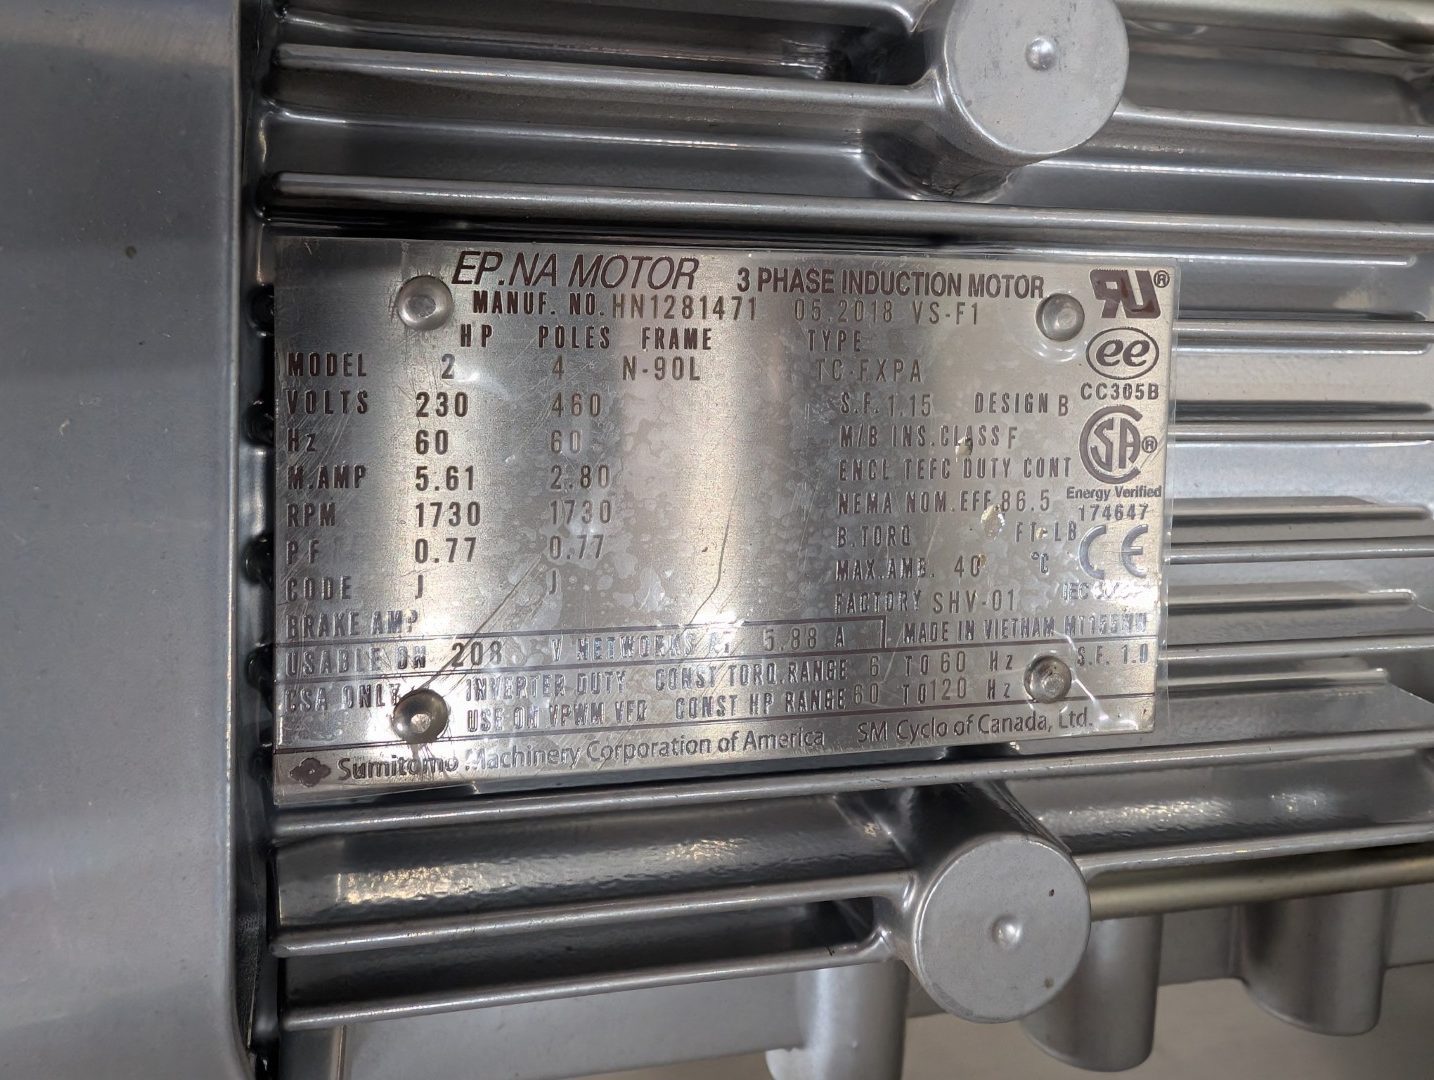 EP.NA MOTOR 3 PHASE INDUCTION MOTOR
MANUF. NO. HN1281471 05.2018 VS-F1
HP POLES FRAME TYPE
MODEL 2 4 N-90L TC-FXPA
ee
CC305B
VOLTS 230 460 S.F. 1.15 DESIGN B
Hz 60 60 M/B INS. CLASS F
SA
M.AMP 5.61 2.80 ENCL TEFC DUTY CONT
Energy Verified
174647
RPM 1730 1730 NEMA NOM. EFF. 86.5
PF 0.77 0.77 B. TORQ FT-LB
CE
CODE J J MAX. AMB. 40 °C
BRAKE AMP FACTORY SHV-01
USABLE ON 208 V NETWORKS AT 5.88 A MADE IN VIETNAM
CSA ONLY INVERTER DUTY CONST TORQ. RANGE 6 TO 60 Hz S.F. 1.0
USE ON VPWM VFD CONST HP RANGE 60 TO 120 Hz
Sumitomo Machinery Corporation of America SM Cyclo of Canada, Ltd.